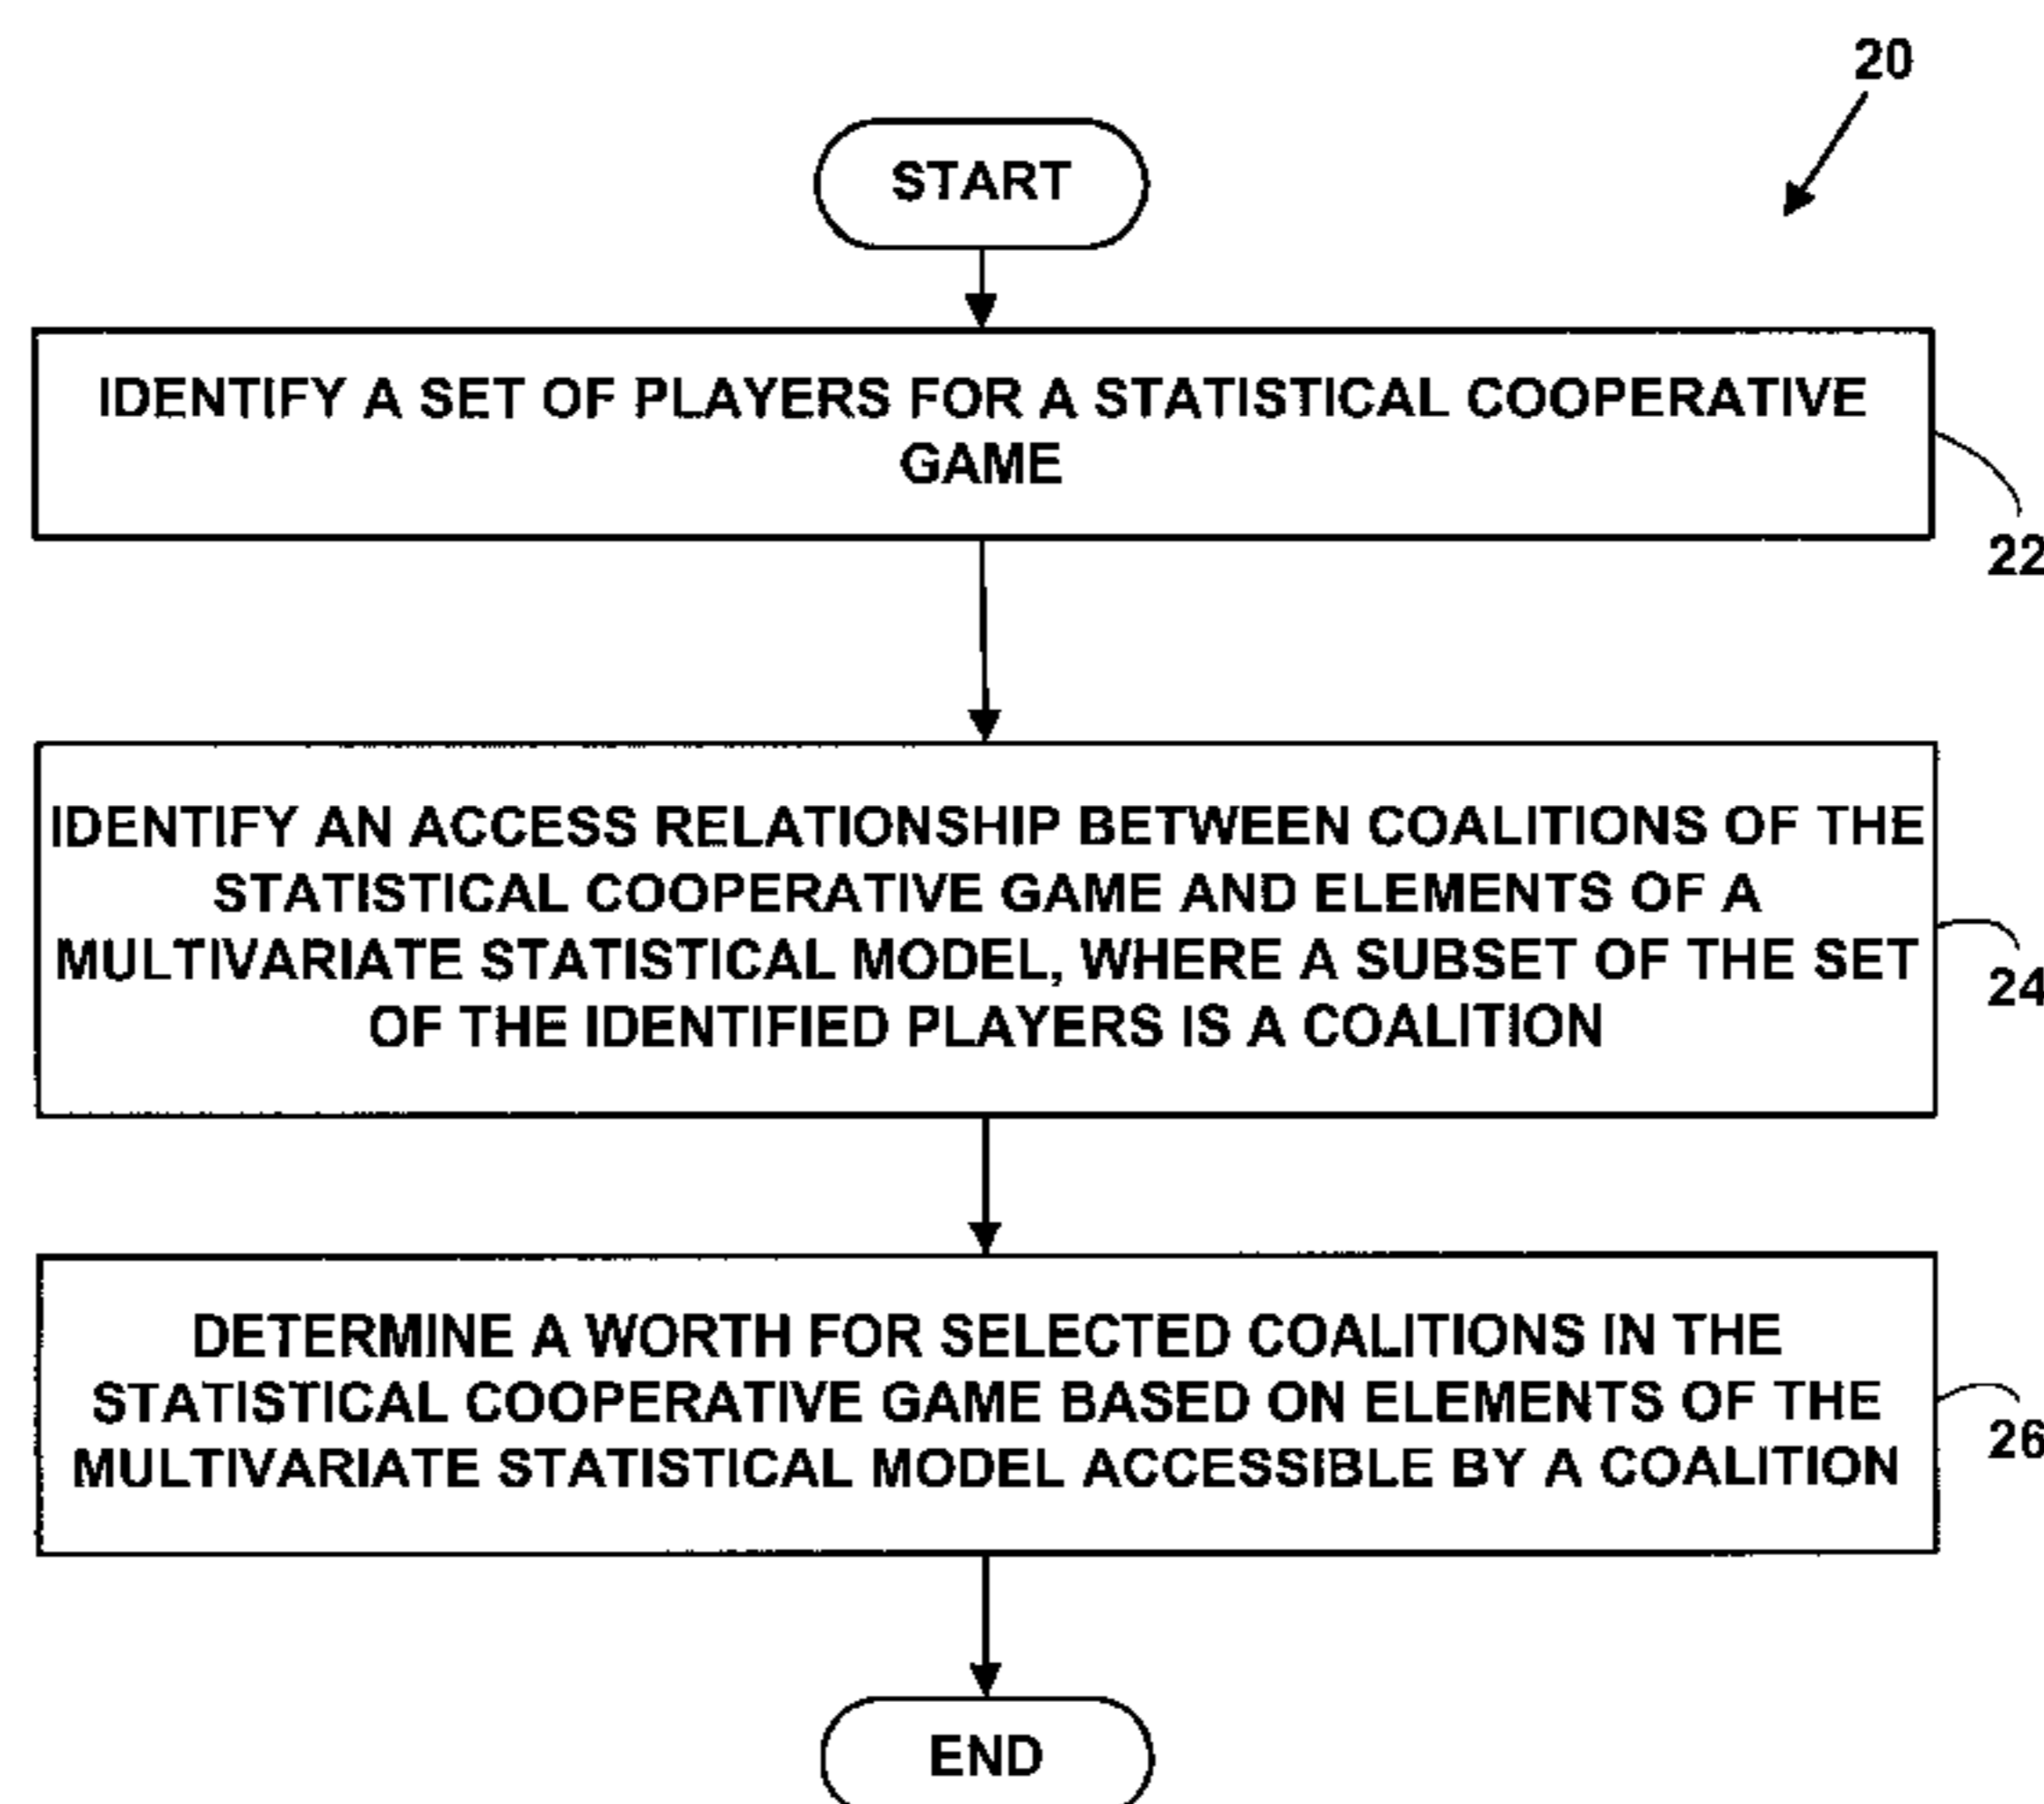 20
START
IDENTIFY A SET OF PLAYERS FOR A STATISTICAL COOPERATIVE
GAME
22
IDENTIFY AN ACCESS RELATIONSHIP BETWEEN COALITIONS OF THE
STATISTICAL COOPERATIVE GAME AND ELEMENTS OF A
MULTIVARIATE STATISTICAL MODEL, WHERE A SUBSET OF THE SET
OF THE IDENTIFIED PLAYERS IS A COALITION
24
DETERMINE A WORTH FOR SELECTED COALITIONS IN THE
STATISTICAL COOPERATIVE GAME BASED ON ELEMENTS OF THE
MULTIVARIATE STATISTICAL MODEL ACCESSIBLE BY A COALITION
26
END